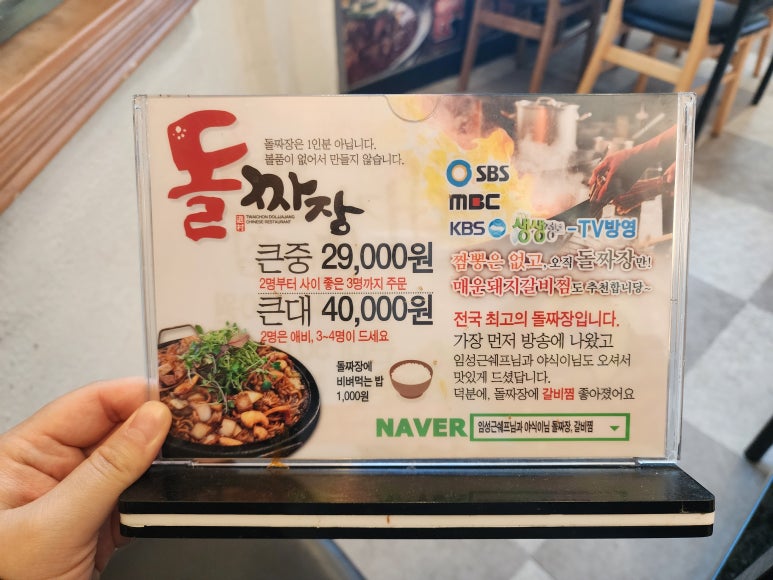 돌짜장은 1인분 아닙니다.
볼품이 없어서 만들지 않습니다.
돌짜장
TWAECHON DOLJJAJANG
CHINESE RESTAURANT
큰중 29,000원
2명부터 사이 좋은 3명까지 주문
큰대 40,000원
2명은 애비, 3~4명이 드세요
돌짜장에
비벼먹는 밥
1,000원
SBS
MBC
KBS 생생정보-TV방영
짬뽕은 없고, 오직 돌짜장만!
매운돼지갈비찜도 추천합니당~
전국 최고의 돌짜장입니다.
가장 먼저 방송에 나왔고
임성근쉐프님과 야식이님도 오셔서
맛있게 드셨답니다.
덕분에, 돌짜장에 갈비찜 좋아졌어요
NAVER 임성근쉐프님과 야식이님 돌짜장, 갈비찜